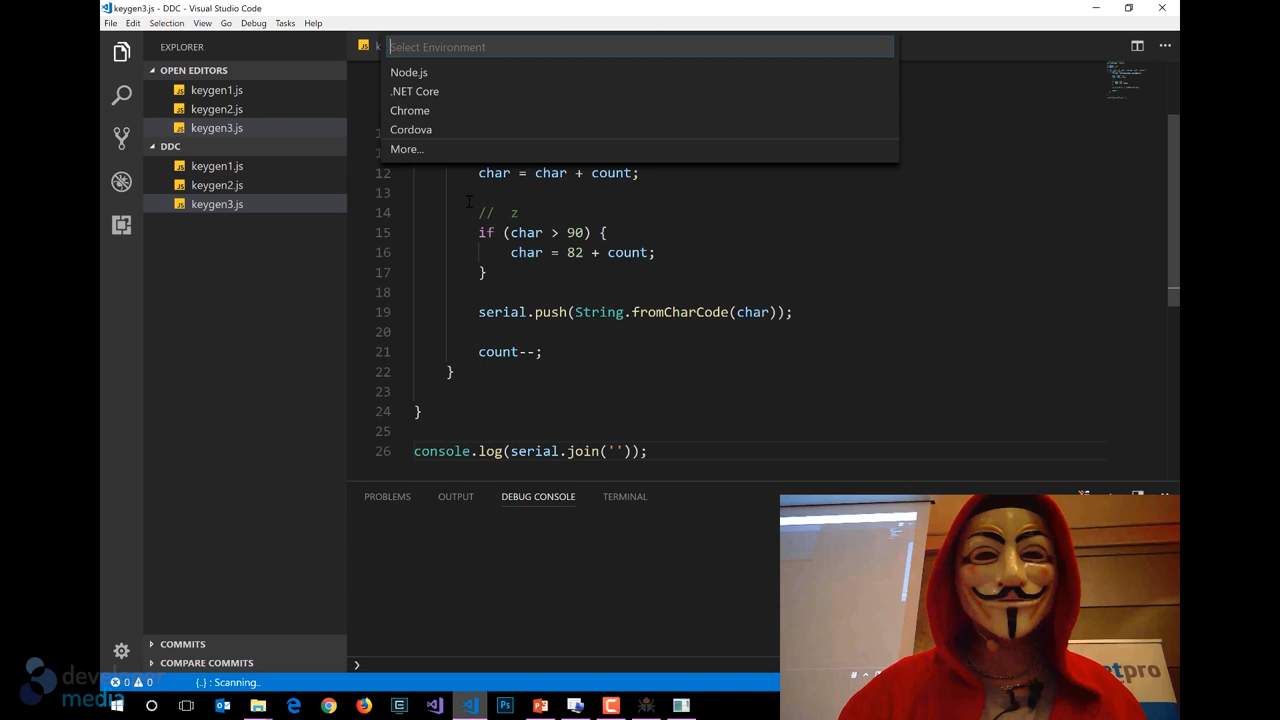 keygen3.js - DDC - Visual Studio Code
File Edit Selection View Go Debug Tasks Help
EXPLORER
OPEN EDITORS
keygen1.js
keygen2.js
keygen3.js
DDC
keygen1.js
keygen2.js
keygen3.js
COMMITS
COMPARE COMMITS
Select Environment
Node.js
.NET Core
Chrome
Cordova
More...
12 char = char + count;
13
14 // z
15 if (char > 90) {
16 char = 82 + count;
17 }
18
19 serial.push(String.fromCharCode(char));
20
21 count--;
22 }
23
24 }
25
26 console.log(serial.join(''));
PROBLEMS OUTPUT DEBUG CONSOLE TERMINAL
0 0 {..} : Scanning..
developer
media
etpro